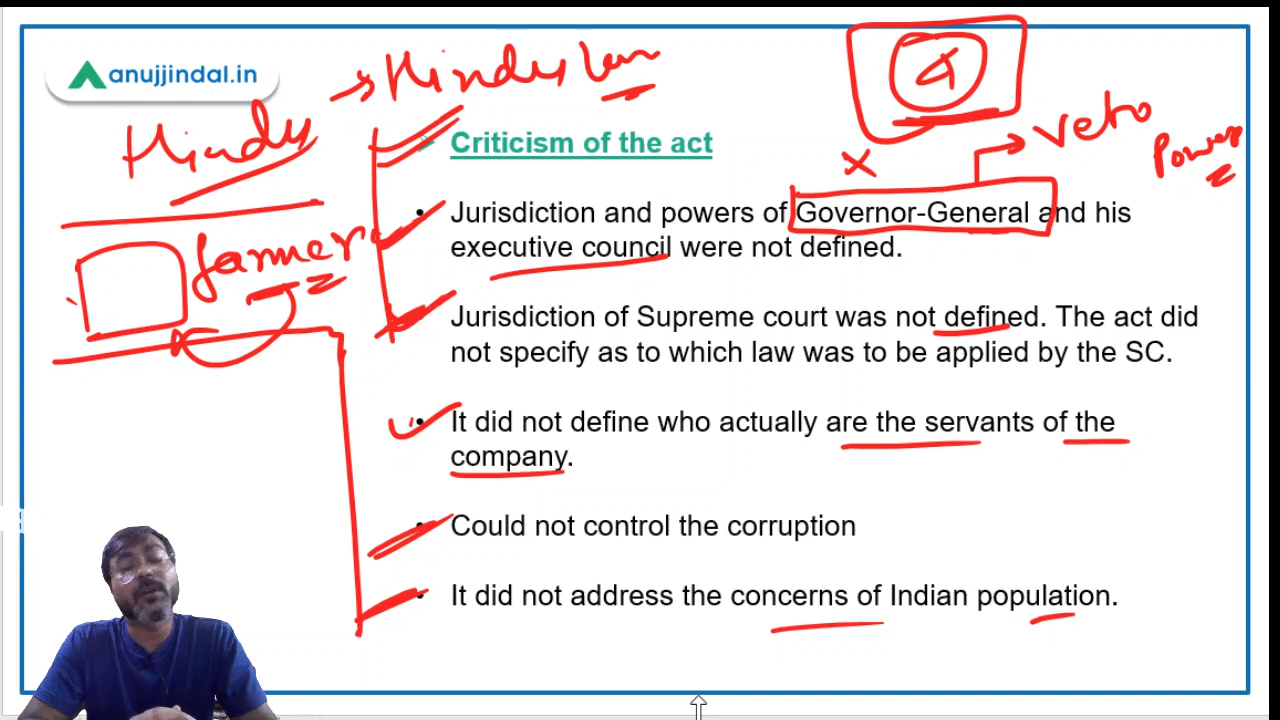 anujjindal.in
Hindu law
4
Hindu
Veto
Power
Criticism of the act
x
farmer
• Jurisdiction and powers of Governor-General and his
executive council were not defined.
• Jurisdiction of Supreme court was not defined. The act did
not specify as to which law was to be applied by the SC.
• It did not define who actually are the servants of the
company.
• Could not control the corruption
• It did not address the concerns of Indian population.